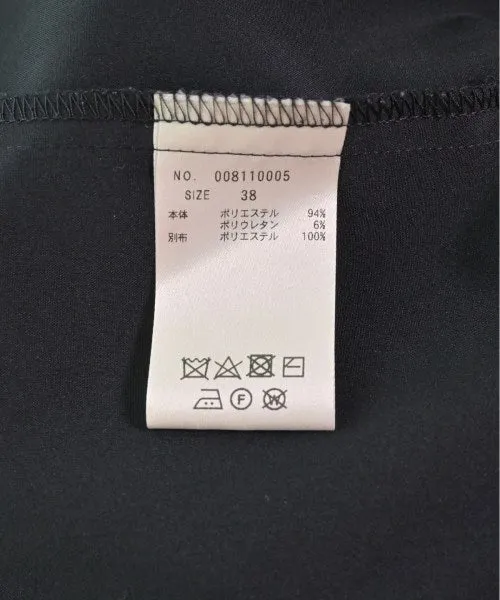 NO. 008110005
SIZE 38
本体 ポリエステル 94%
ポリウレタン 6%
別布 ポリエステル 100%
F W